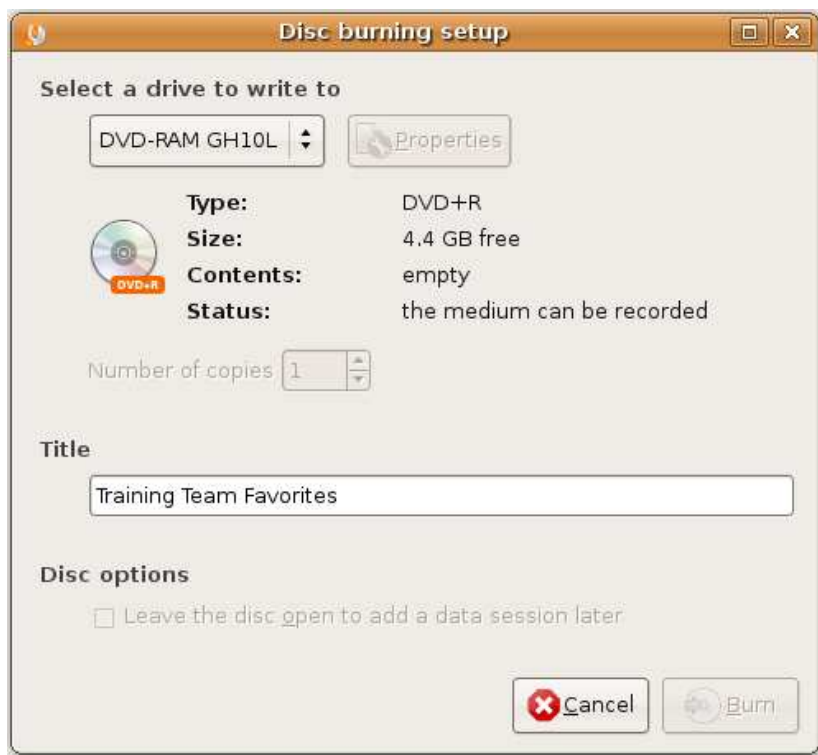 Disc burning setup
Select a drive to write to
DVD-RAM GH10L
Properties
Type: DVD+R
Size: 4.4 GB free
Contents: empty
Status: the medium can be recorded
DVD+R
Number of copies 1
Title
Training Team Favorites
Disc options
Leave the disc open to add a data session later
Cancel Burn